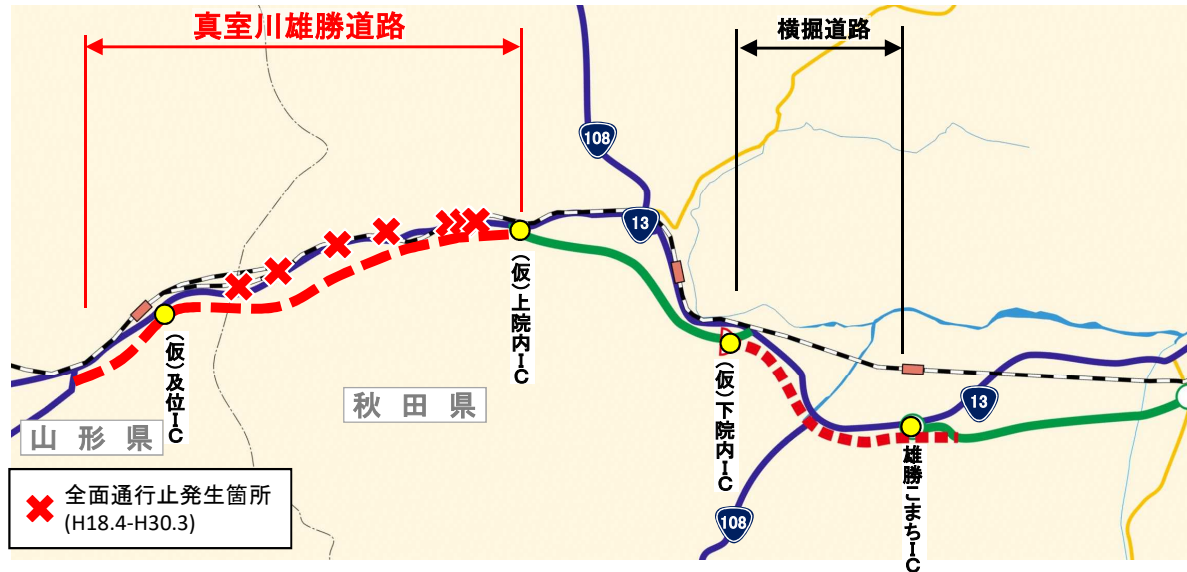 真室川雄勝道路
横掘道路
108
13
(仮)上院内IC
(仮)及位IC
(仮)下院内IC
秋田県
13
山形県
雄勝こまちIC
108
全面通行止発生箇所
(H18.4-H30.3)